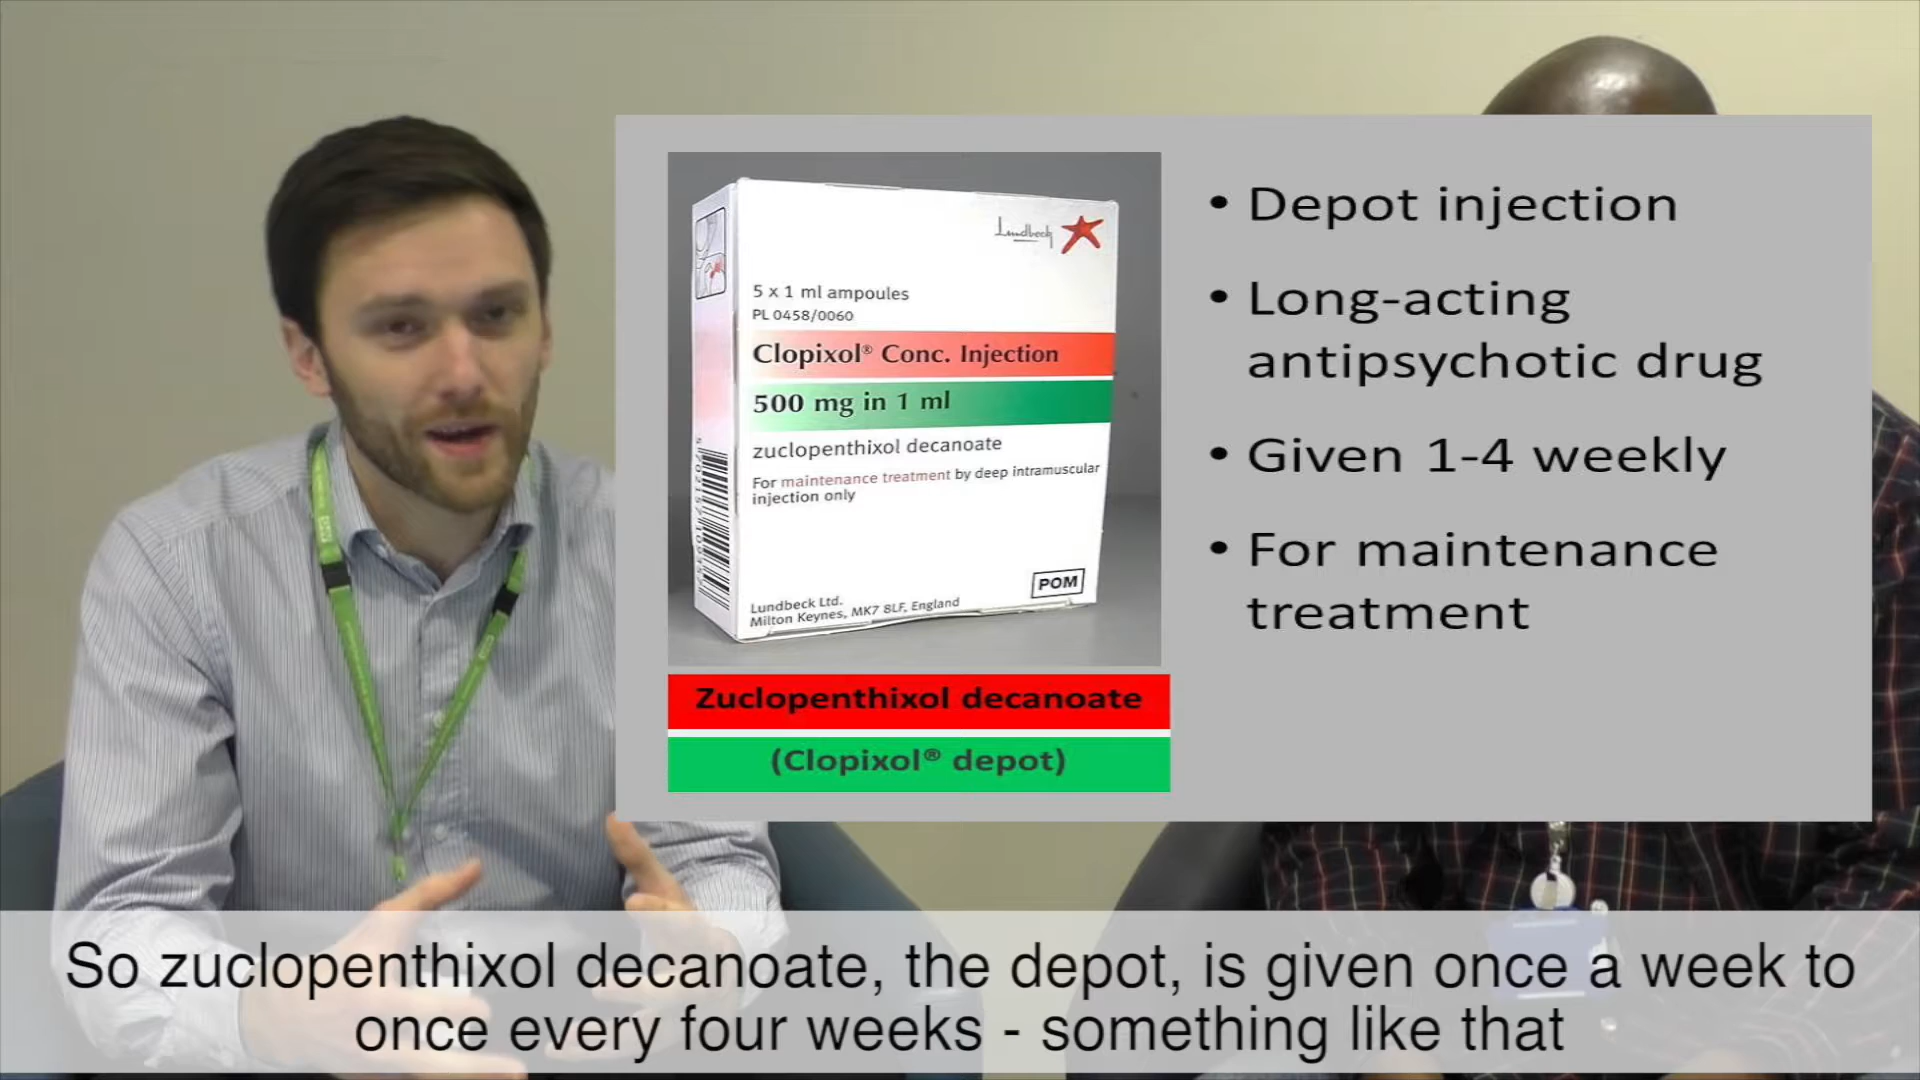 Lundbeck
5 x 1 ml ampoules
PL 0458/0060
Clopixol® Conc. Injection
500 mg in 1 ml
zuclopenthixol decanoate
For maintenance treatment by deep intramuscular
injection only
POM
Lundbeck Ltd.
Milton Keynes, MK7 8LF, England
Zuclopenthixol decanoate
(Clopixol® depot)
• Depot injection
• Long-acting
antipsychotic drug
• Given 1-4 weekly
• For maintenance
treatment
So zuclopenthixol decanoate, the depot, is given once a week to
once every four weeks - something like that